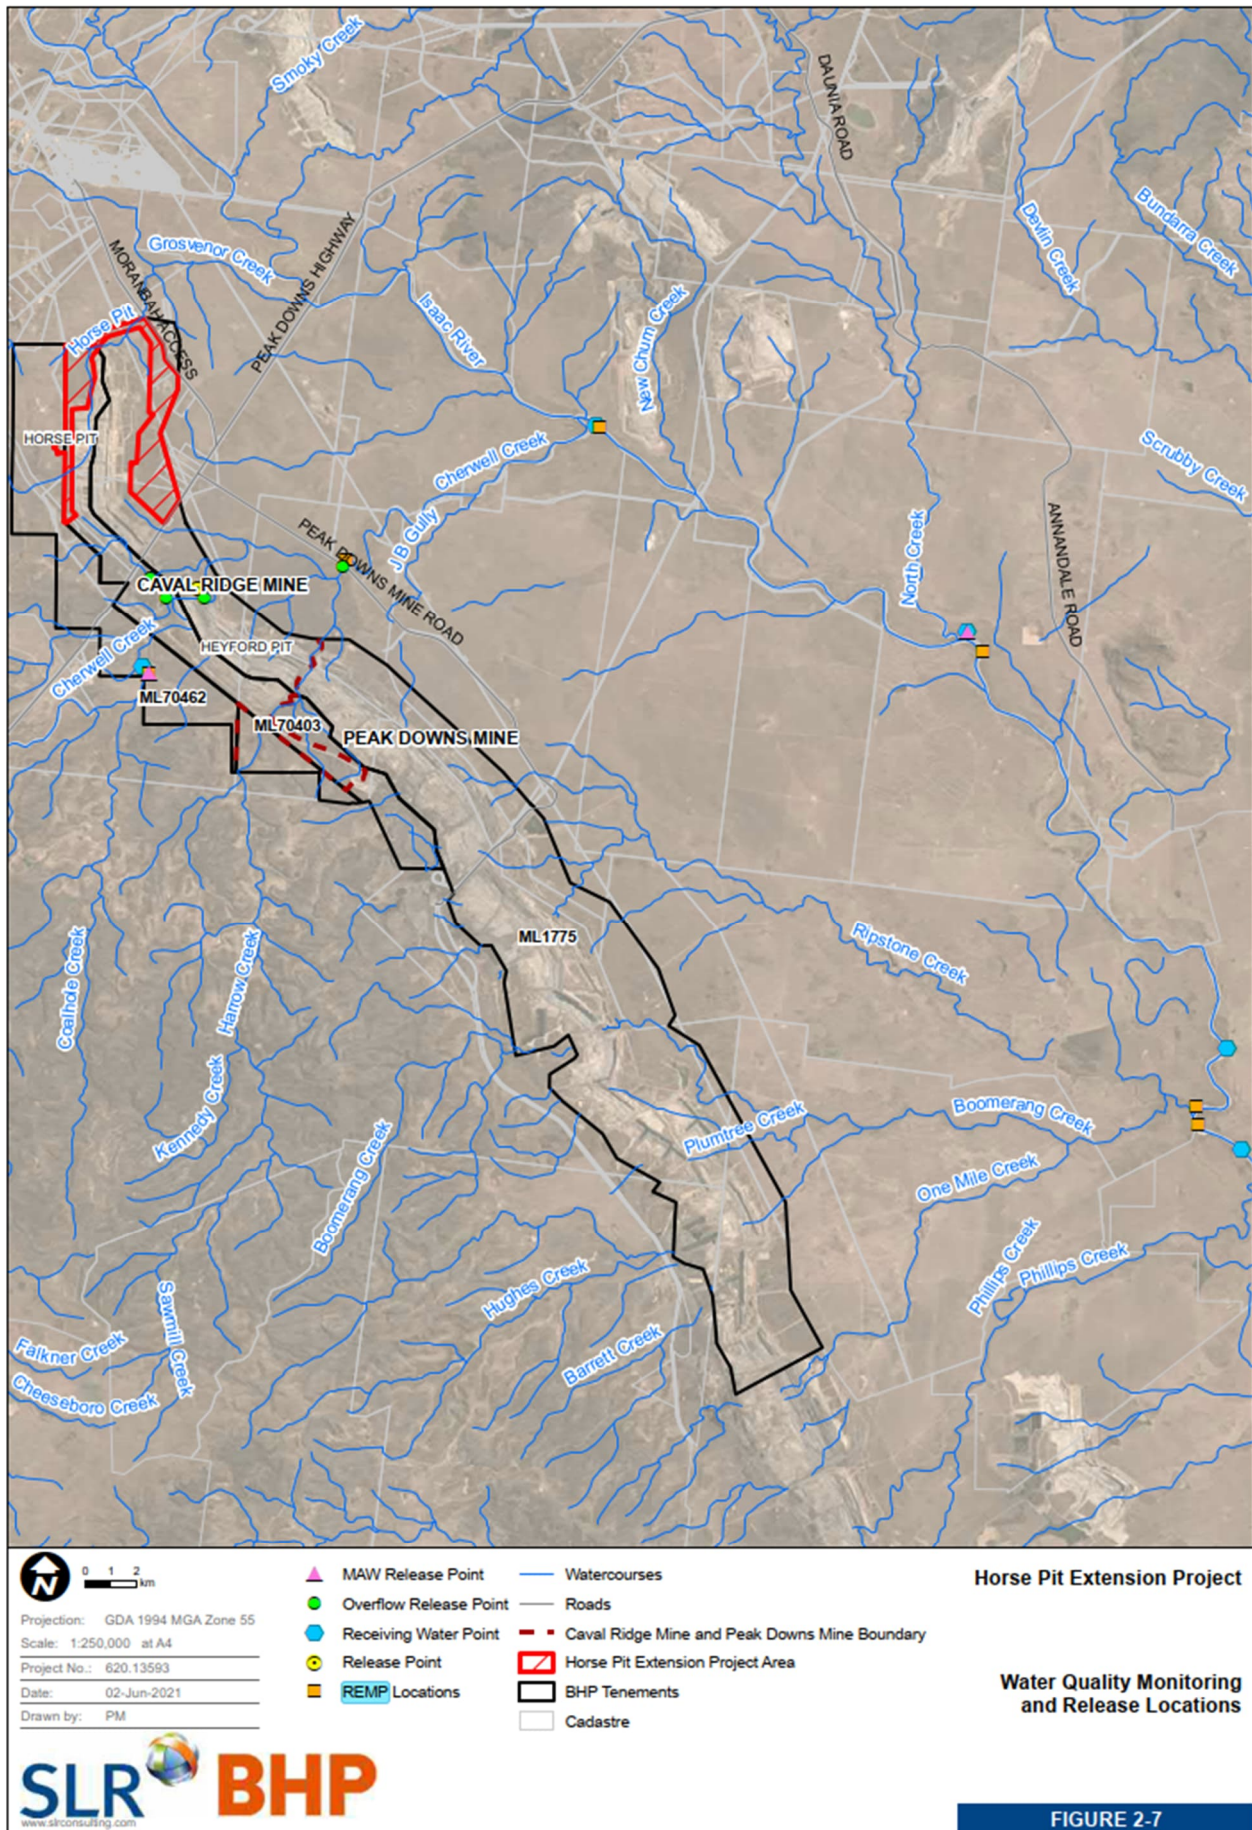 Smoky Creek
DAUNIA ROAD
Devlin Creek
Bundarra Creek
Grosvenor Creek
MORANBAH ACCESS
PEAK DOWNS HIGHWAY
Isaac River
New Chum Creek
Horse Pit
HORSE PIT
Cherwell Creek
Scrubby Creek
JB Gully
PEAK DOWNS MINE ROAD
North Creek
ANNANDALE ROAD
CAVAL RIDGE MINE
HEYFORD PIT
Cherwell Creek
ML70462
ML70403
PEAK DOWNS MINE
ML1775
Ripstone Creek
Coalhole Creek
Harrow Creek
Kennedy Creek
Boomerang Creek
Plumtree Creek
Boomerang Creek
One Mile Creek
Phillips Creek
Phillips Creek
Hughes Creek
Barrett Creek
Sawmill Creek
Falkner Creek
Cheeseboro Creek
N
0 1 2
km
Projection: GDA 1994 MGA Zone 55
Scale: 1:250,000 at A4
Project No.: 620.13593
Date: 02-Jun-2021
Drawn by: PM
SLR
BHP
www.slrconsulting.com
MAW Release Point
Overflow Release Point
Receiving Water Point
Release Point
REMP Locations
Watercourses
Roads
Caval Ridge Mine and Peak Downs Mine Boundary
Horse Pit Extension Project Area
BHP Tenements
Cadastre
Horse Pit Extension Project
Water Quality Monitoring
and Release Locations
FIGURE 2-7